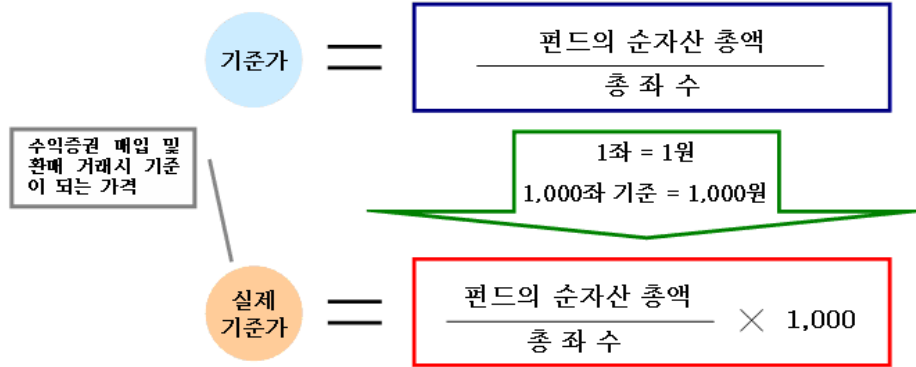 기준가
펀드의 순자산 총액
총 좌 수
수익증권 매입 및
환매 거래시 기준
이 되는 가격
1좌 = 1원
1,000좌 기준 = 1,000원
실제
기준가
펀드의 순자산 총액
총 좌 수
× 1,000